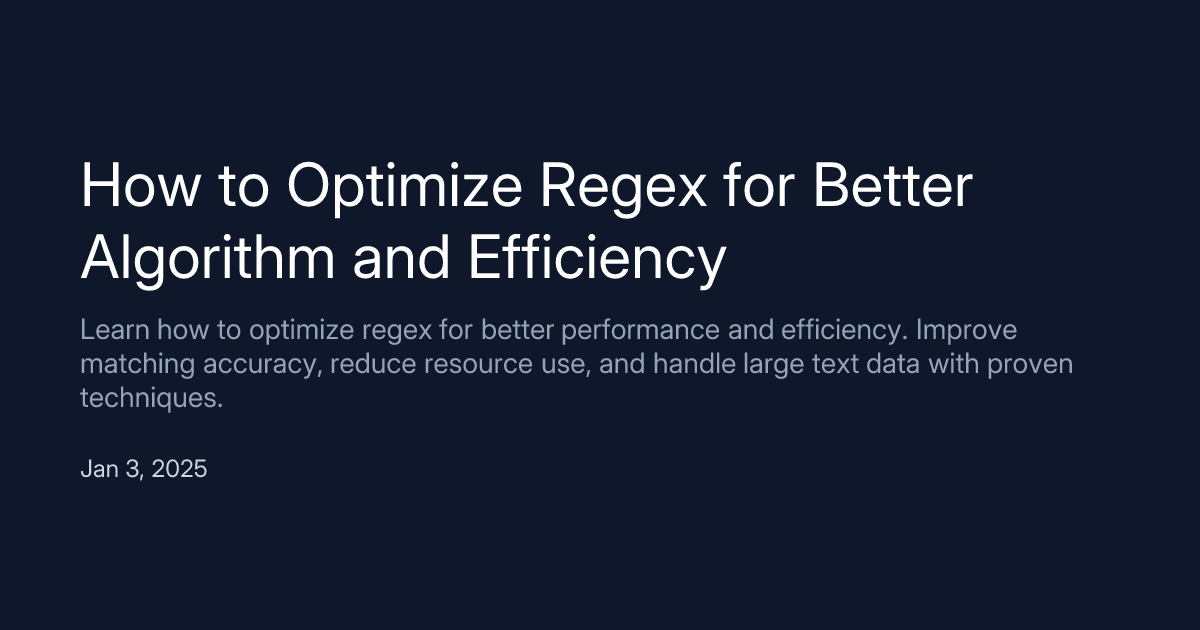 How to Optimize Regex for Better
Algorithm and Efficiency
Learn how to optimize regex for better performance and efficiency. Improve
matching accuracy, reduce resource use, and handle large text data with proven
techniques.
Jan 3, 2025